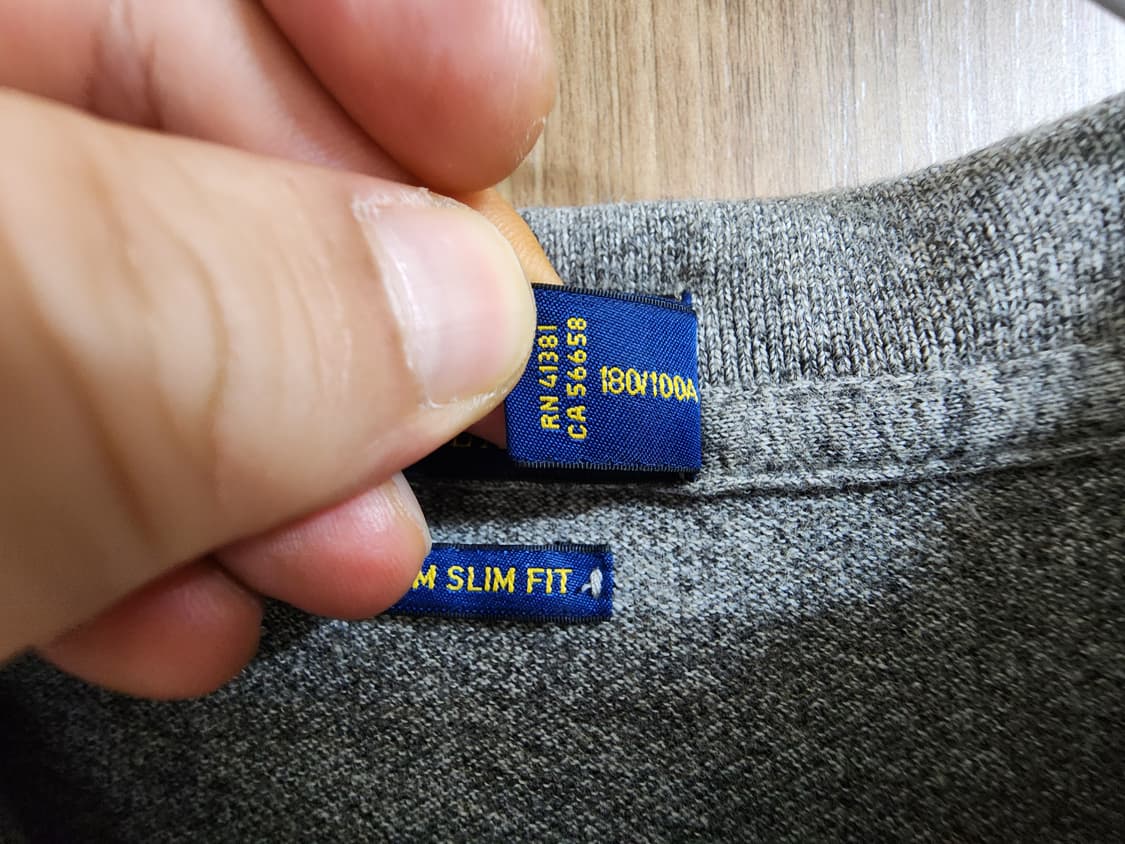 RN 41381
CA 56658
180/100A
M SLIM FIT